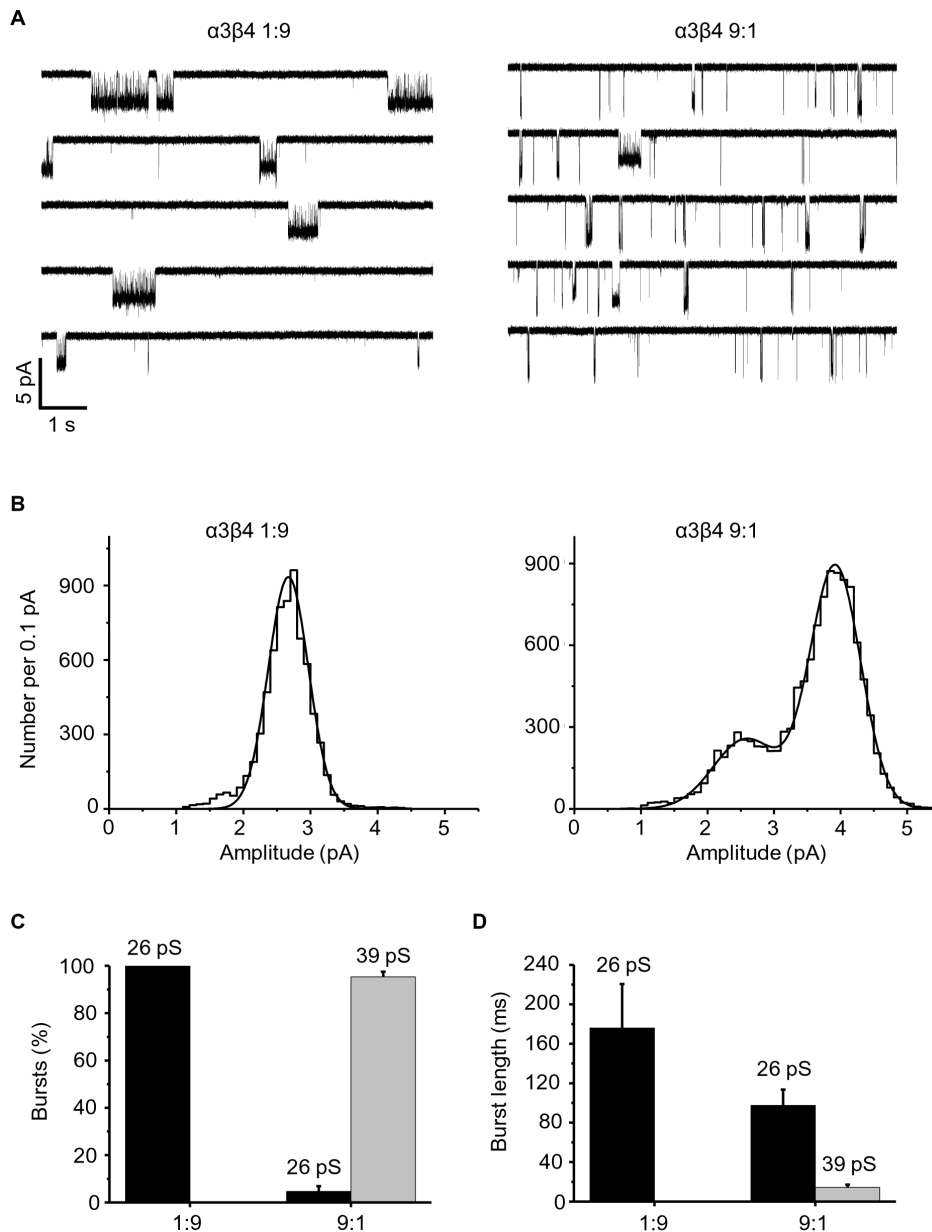 A
α3β4 1:9
α3β4 9:1
5 pA
1 s
B
α3β4 1:9
α3β4 9:1
Number per 0.1 pA
900
600
300
0
0 1 2 3 4 5
Amplitude (pA)
900
600
300
0
0 1 2 3 4 5
Amplitude (pA)
C
Bursts (%)
100
80
60
40
20
0
26 pS
26 pS
39 pS
1:9
9:1
D
Burst length (ms)
240
200
160
120
80
40
0
26 pS
26 pS
39 pS
1:9
9:1